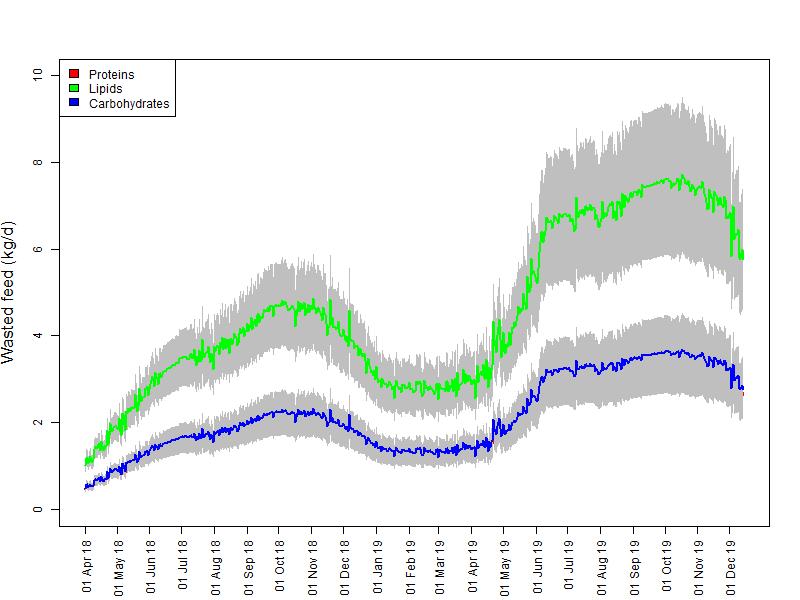 Proteins
Lipids
Carbohydrates
Wasted feed (kg/d)
10
8
6
4
2
0
01 Apr 18
01 May 18
01 Jun 18
01 Jul 18
01 Aug 18
01 Sep 18
01 Oct 18
01 Nov 18
01 Dec 18
01 Jan 19
01 Feb 19
01 Mar 19
01 Apr 19
01 May 19
01 Jun 19
01 Jul 19
01 Aug 19
01 Sep 19
01 Oct 19
01 Nov 19
01 Dec 19